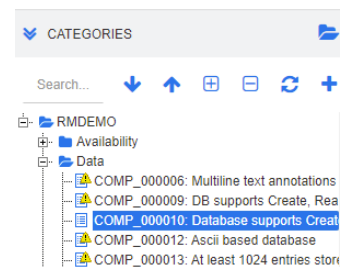 CATEGORIES
Search...
RMDEMO
Availability
Data
COMP_000006: Multiline text annotations
COMP_000009: DB supports Create, Rea
COMP_000010: Database supports Creat
COMP_000012: Ascii based database
COMP_000013: At least 1024 entries store